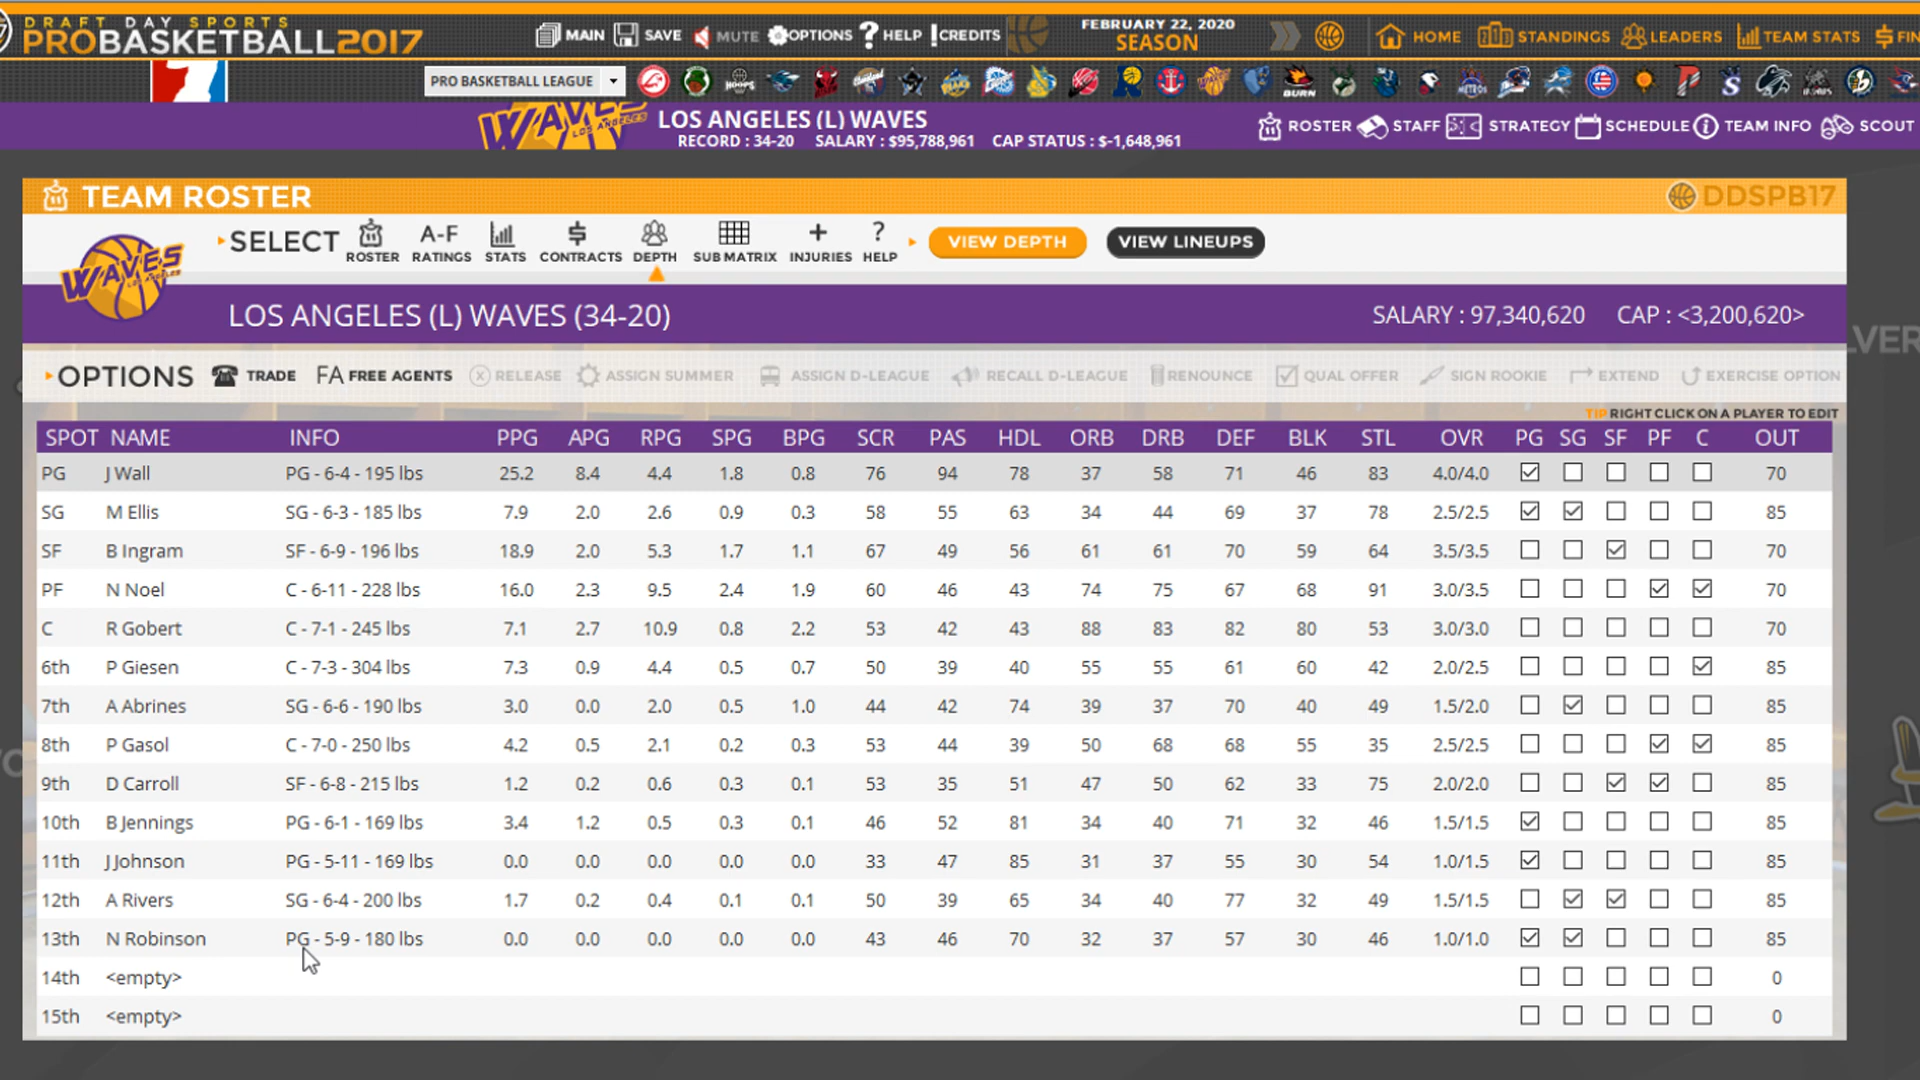 DRAFT DAY SPORTS
PROBASKETBALL2017
MAIN SAVE MUTE OPTIONS HELP CREDITS
FEBRUARY 22, 2020
SEASON
HOME STANDINGS LEADERS TEAM STATS FIN
PRO BASKETBALL LEAGUE
HOOPS
BURN
METROS
WAVES
LOS ANGELES
LOS ANGELES (L) WAVES
RECORD : 34-20 SALARY : $95,788,961 CAP STATUS : $-1,648,961
ROSTER STAFF STRATEGY SCHEDULE TEAM INFO SCOUT
TEAM ROSTER
DDSPB17
WAVES
LOS ANGELES
SELECT ROSTER A-F RATINGS STATS $ CONTRACTS DEPTH SUB MATRIX + INJURIES ? HELP VIEW DEPTH VIEW LINEUPS
LOS ANGELES (L) WAVES (34-20) SALARY : 97,340,620 CAP : <3,200,620>
VER
OPTIONS TRADE FA FREE AGENTS RELEASE ASSIGN SUMMER ASSIGN D-LEAGUE RECALL D-LEAGUE RENOUNCE QUAL OFFER SIGN ROOKIE EXTEND EXERCISE OPTION
TIP RIGHT CLICK ON A PLAYER TO EDIT
SPOT NAME INFO PPG APG RPG SPG BPG SCR PAS HDL ORB DRB DEF BLK STL OVR PG SG SF PF C OUT
PG J Wall PG - 6-4 - 195 lbs 25.2 8.4 4.4 1.8 0.8 76 94 78 37 58 71 46 83 4.0/4.0 70
SG M Ellis SG - 6-3 - 185 lbs 7.9 2.0 2.6 0.9 0.3 58 55 63 34 44 69 37 78 2.5/2.5 85
SF B Ingram SF - 6-9 - 196 lbs 18.9 2.0 5.3 1.7 1.1 67 49 56 61 61 70 59 64 3.5/3.5 70
PF N Noel C - 6-11 - 228 lbs 16.0 2.3 9.5 2.4 1.9 60 46 43 74 75 67 68 91 3.0/3.5 70
C R Gobert C - 7-1 - 245 lbs 7.1 2.7 10.9 0.8 2.2 53 42 43 88 83 82 80 53 3.0/3.0 70
6th P Giesen C - 7-3 - 304 lbs 7.3 0.9 4.4 0.5 0.7 50 39 40 55 55 61 60 42 2.0/2.5 85
7th A Abrines SG - 6-6 - 190 lbs 3.0 0.0 2.0 0.5 1.0 44 42 74 39 37 70 40 49 1.5/2.0 85
8th P Gasol C - 7-0 - 250 lbs 4.2 0.5 2.1 0.2 0.3 53 44 39 50 68 68 55 35 2.5/2.5 85
9th D Carroll SF - 6-8 - 215 lbs 1.2 0.2 0.6 0.3 0.1 53 35 51 47 50 62 33 75 2.0/2.0 85
10th B Jennings PG - 6-1 - 169 lbs 3.4 1.2 0.5 0.3 0.1 46 52 81 34 40 71 32 46 1.5/1.5 85
11th J Johnson PG - 5-11 - 169 lbs 0.0 0.0 0.0 0.0 0.0 33 47 85 31 37 55 30 54 1.0/1.5 85
12th A Rivers SG - 6-4 - 200 lbs 1.7 0.2 0.4 0.1 0.1 50 39 65 34 40 77 32 49 1.5/1.5 85
13th N Robinson PG - 5-9 - 180 lbs 0.0 0.0 0.0 0.0 0.0 43 46 70 32 37 57 30 46 1.0/1.0 85
14th <empty> 0
15th <empty> 0